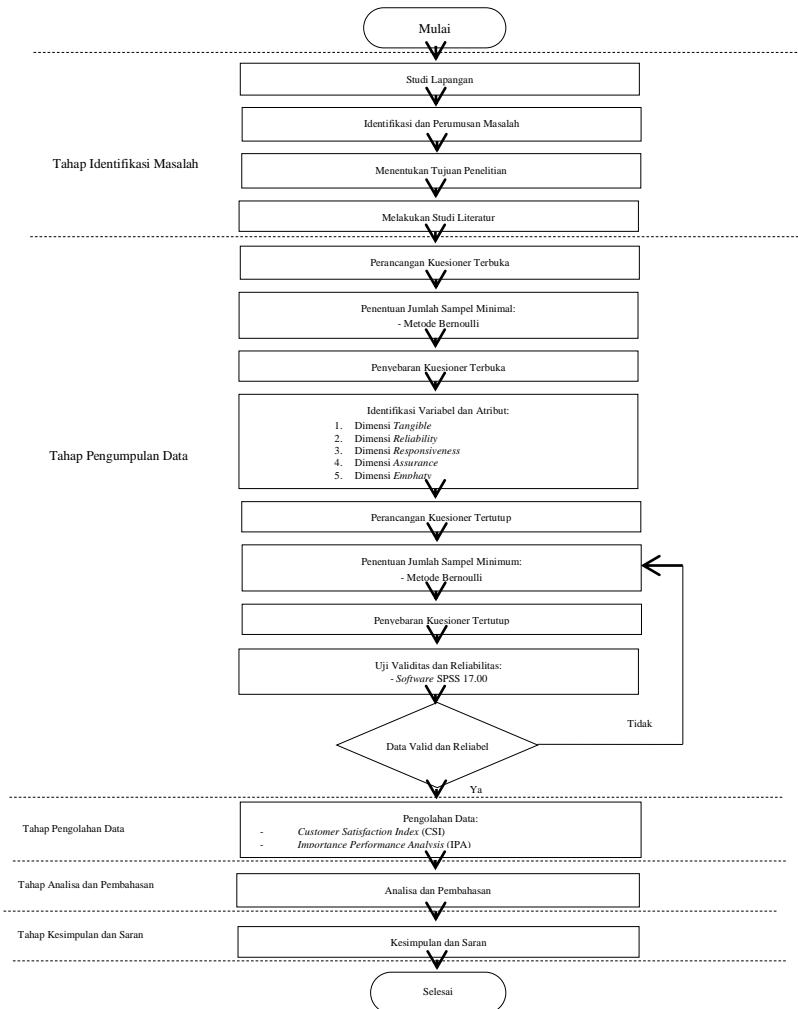 Mulai
Studi Lapangan
Identifikasi dan Perumusan Masalah
Tahap Identifikasi Masalah
Menentukan Tujuan Penelitian
Melakukan Studi Literatur
Perancangan Kuesioner Terbuka
Penentuan Jumlah Sampel Minimal:
- Metode Bernoulli
Penyebaran Kuesioner Terbuka
Identifikasi Variabel dan Atribut:
1. Dimensi Tangible
2. Dimensi Reliability
3. Dimensi Responsiveness
4. Dimensi Assurance
5. Dimensi Emphaty
Tahap Pengumpulan Data
Perancangan Kuesioner Tertutup
Penentuan Jumlah Sampel Minimum:
- Metode Bernoulli
Penyebaran Kuesioner Tertutup
Uji Validitas dan Reliabilitas:
- Software SPSS 17.00
Data Valid dan Reliabel
Tidak
Ya
Tahap Pengolahan Data
Pengolahan Data:
- Customer Satisfaction Index (CSI)
- Importance Performance Analysis (IPA)
Tahap Analisa dan Pembahasan
Analisa dan Pembahasan
Tahap Kesimpulan dan Saran
Kesimpulan dan Saran
Selesai